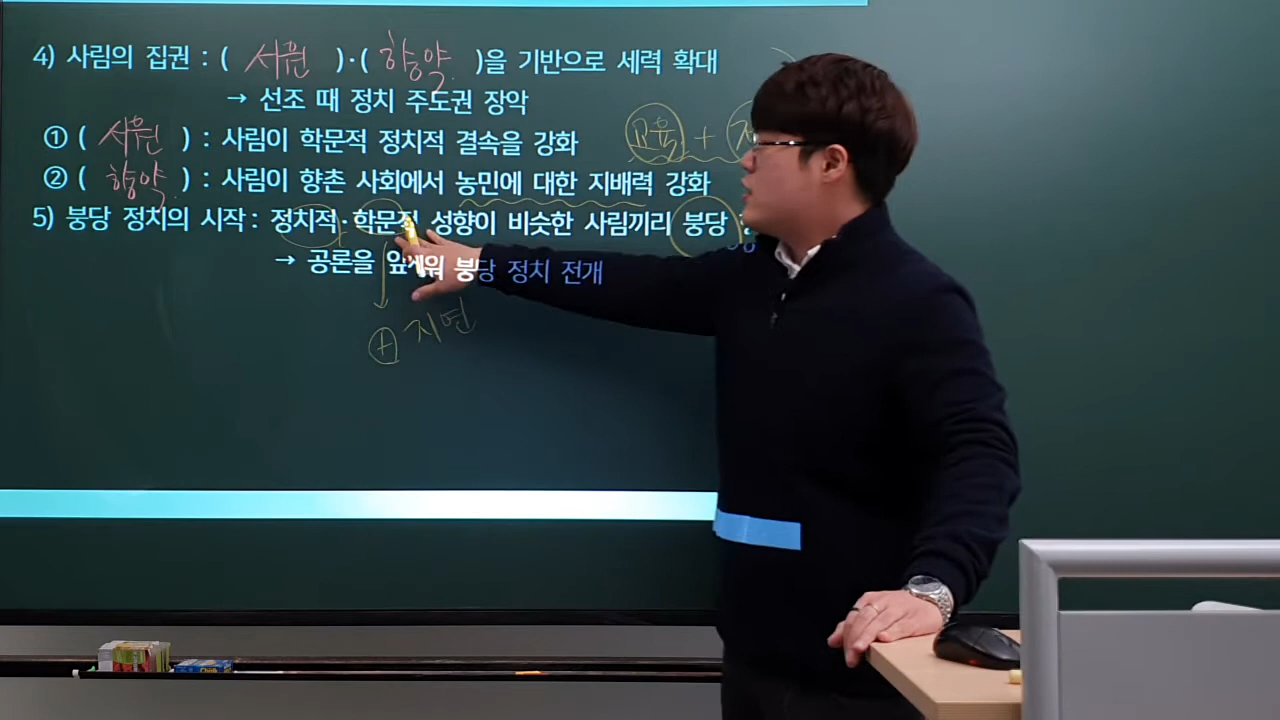 4) 사림의 집권 : ( 서원 )·( 향약 )을 기반으로 세력 확대
→ 선조 때 정치 주도권 장악
① ( 서원 ) : 사림이 학문적 정치적 결속을 강화
교육 +
② ( 향약 ) : 사림이 향촌 사회에서 농민에 대한 지배력 강화
5) 붕당 정치의 시작 : 정치적·학문적 성향이 비슷한 사림끼리 붕당
→ 공론을 앞세워 붕당 정치 전개
+ 지연